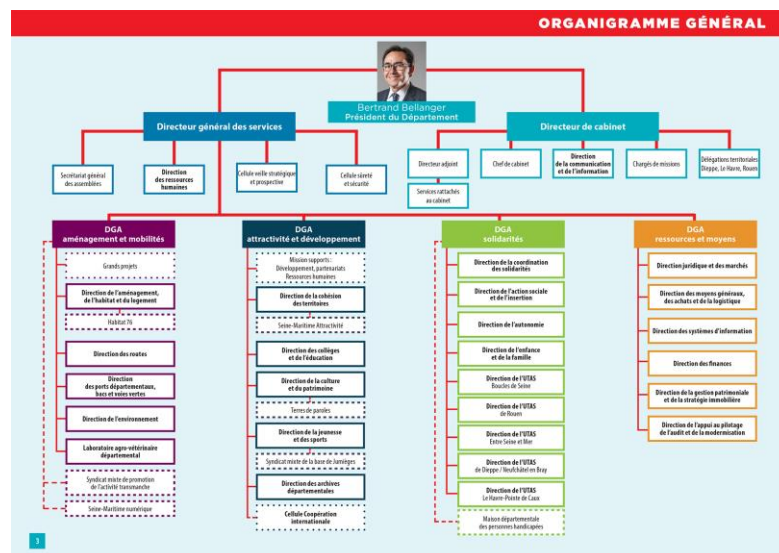 ORGANIGRAMME GÉNÉRAL
Bertrand Bellanger
Président du Département
Directeur général des services
Directeur de cabinet
Secrétariat général
des assemblées
Direction
des ressources
humaines
Cellule veille stratégique
et prospective
Cellule sûreté
et sécurité
Directeur adjoint
Services rattachés
au cabinet
Chef de cabinet
Direction
de la communication
et de l'information
Chargés de missions
Délégations territoriales
Dieppe, Le Havre, Rouen
DGA
aménagement et mobilités
Grands projets
Direction de l'aménagement,
de l'habitat et du logement
Habitat 76
Direction des routes
Direction
des ports départementaux,
bacs et voies vertes
Direction de l'environnement
Laboratoire agro-vétérinaire
départemental
Syndicat mixte de promotion
de l'activité transmanche
Seine-Maritime numérique
DGA
attractivité et développement
Mission supports :
Développement, partenariats
Ressources humaines
Direction de la cohésion
des territoires
Seine-Maritime Attractivité
Direction des collèges
et de l'éducation
Direction de la culture
et du patrimoine
Terres de paroles
Direction de la jeunesse
et des sports
Syndicat mixte de la base de Jumièges
Direction des archives
départementales
Cellule Coopération
internationale
DGA
solidarités
Direction de la coordination
des solidarités
Direction de l'action sociale
et de l'insertion
Direction de l'autonomie
Direction de l'enfance
et de la famille
Direction de l'UTAS
Boucles de Seine
Direction de l'UTAS
de Rouen
Direction de l'UTAS
Entre Seine et Mer
Direction de l'UTAS
de Dieppe / Neufchâtel en Bray
Direction de l'UTAS
Le Havre-Pointe de Caux
Maison départementale
des personnes handicapées
DGA
ressources et moyens
Direction juridique et des marchés
Direction des moyens généraux,
des achats et de la logistique
Direction des systèmes d'information
Direction des finances
Direction de la gestion patrimoniale
et de la stratégie immobilière
Direction de l'appui au pilotage
de l'audit et de la modernisation
3